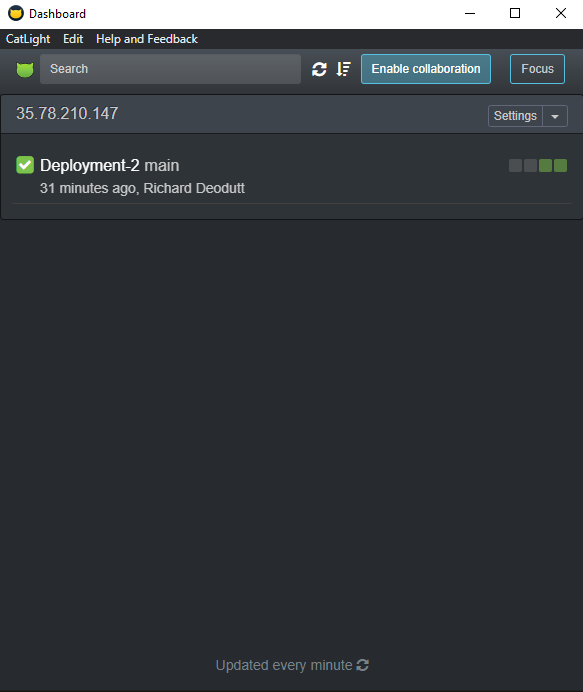 Dashboard
CatLight Edit Help and Feedback
Search Enable collaboration Focus
35.78.210.147 Settings
Deployment-2 main
31 minutes ago, Richard Deodutt
Updated every minute